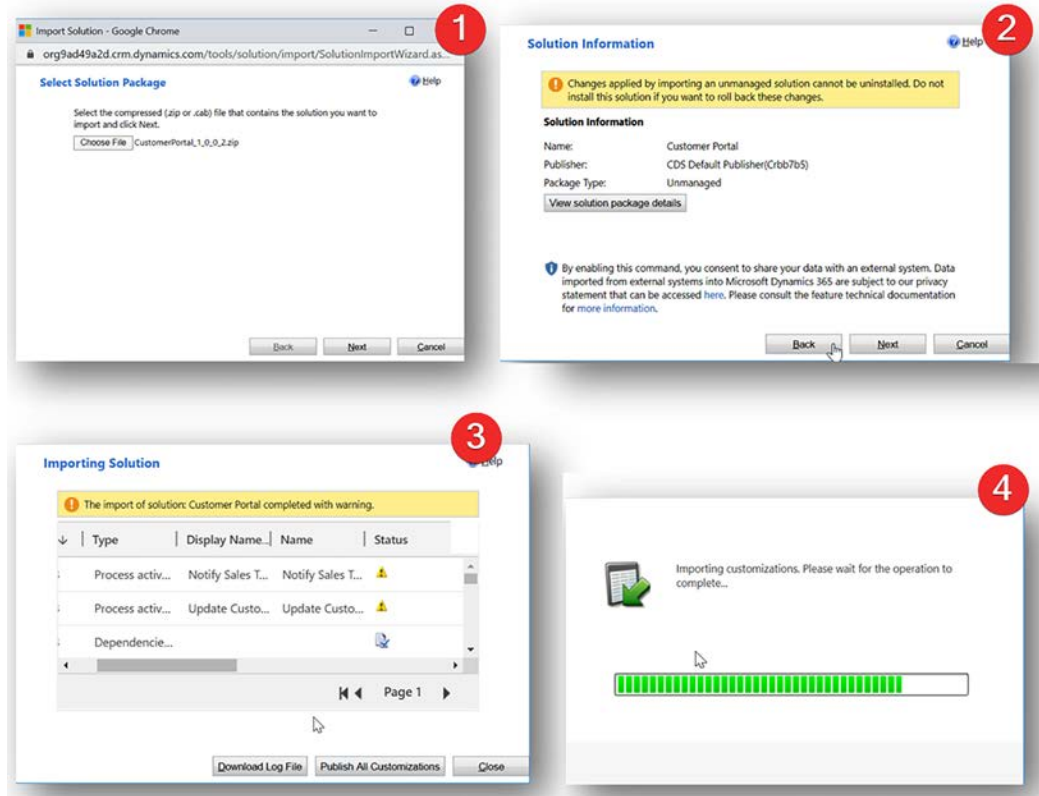 Import Solution - Google Chrome
1
org9ad49a2d.crm.dynamics.com/tools/solution/import/SolutionImportWizard.as...
Select Solution Package
Help
Select the compressed (.zip or .cab) file that contains the solution you want to
import and click Next.
Choose File CustomerPortal_1_0_0_2.zip
Back Next Cancel
2
Solution Information
Help
Changes applied by importing an unmanaged solution cannot be uninstalled. Do not
install this solution if you want to roll back these changes.
Solution Information
Name: Customer Portal
Publisher: CDS Default Publisher(Crbb7b5)
Package Type: Unmanaged
View solution package details
By enabling this command, you consent to share your data with an external system. Data
imported from external systems into Microsoft Dynamics 365 are subject to our privacy
statement that can be accessed here. Please consult the feature technical documentation
for more information.
Back Next Cancel
3
Importing Solution
Help
The import of solution: Customer Portal completed with warning.
Type Display Name... Name Status
Process activ... Notify Sales T... Notify Sales T...
Process activ... Update Custo... Update Custo...
Dependencie...
Page 1
Download Log File Publish All Customizations Close
4
Importing customizations. Please wait for the operation to
complete...